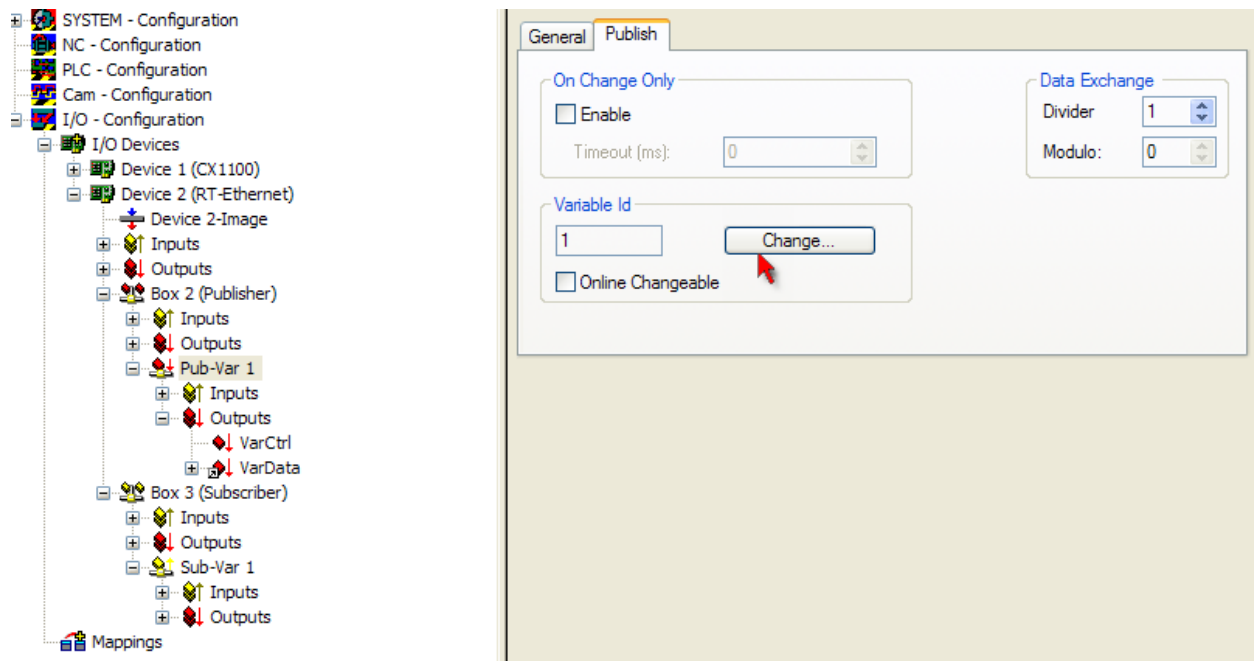 SYSTEM - Configuration
NC - Configuration
PLC - Configuration
Cam - Configuration
I/O - Configuration
I/O Devices
Device 1 (CX1100)
Device 2 (RT-Ethernet)
Device 2-Image
Inputs
Outputs
Box 2 (Publisher)
Inputs
Outputs
Pub-Var 1
Inputs
Outputs
VarCtrl
VarData
Box 3 (Subscriber)
Inputs
Outputs
Sub-Var 1
Inputs
Outputs
Mappings
General Publish
On Change Only
Enable
Timeout (ms): 0
Data Exchange
Divider 1
Modulo: 0
Variable Id
1 Change...
Online Changeable